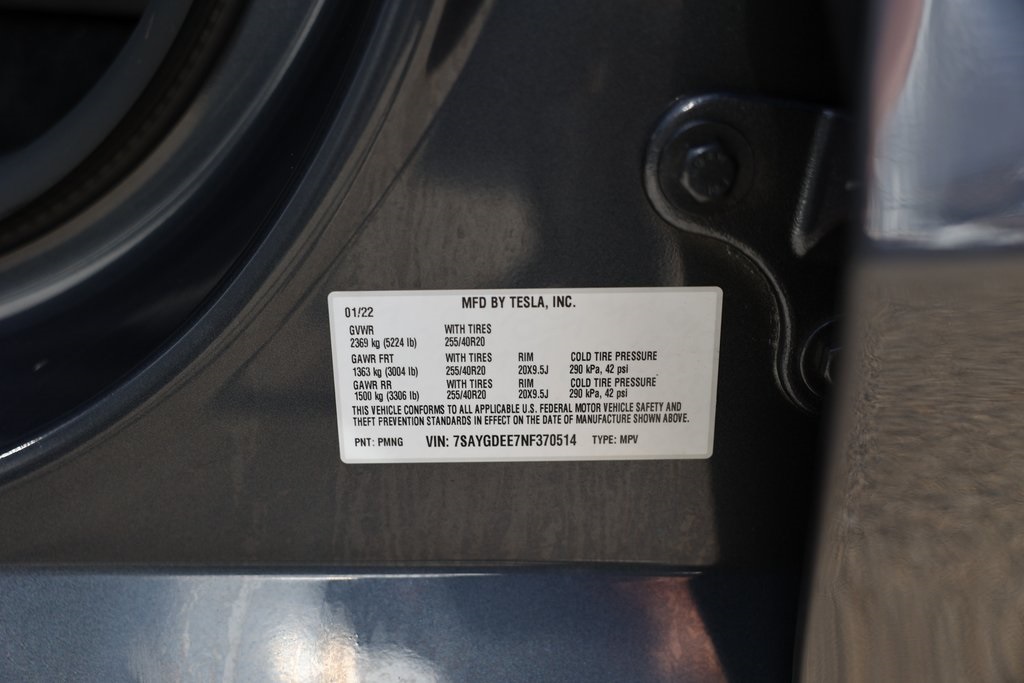 MFD BY TESLA, INC.
01/22
GVWR WITH TIRES
2369 kg (5224 lb) 255/40R20
GAWR FRT WITH TIRES RIM COLD TIRE PRESSURE
1363 kg (3004 lb) 255/40R20 20X9.5J 290 kPa, 42 psi
GAWR RR WITH TIRES RIM COLD TIRE PRESSURE
1500 kg (3306 lb) 255/40R20 20X9.5J 290 kPa, 42 psi
THIS VEHICLE CONFORMS TO ALL APPLICABLE U.S. FEDERAL MOTOR VEHICLE SAFETY AND
THEFT PREVENTION STANDARDS IN EFFECT ON THE DATE OF MANUFACTURE SHOWN ABOVE.
PNT: PMNG VIN: 7SAYGDEE7NF370514 TYPE: MPV